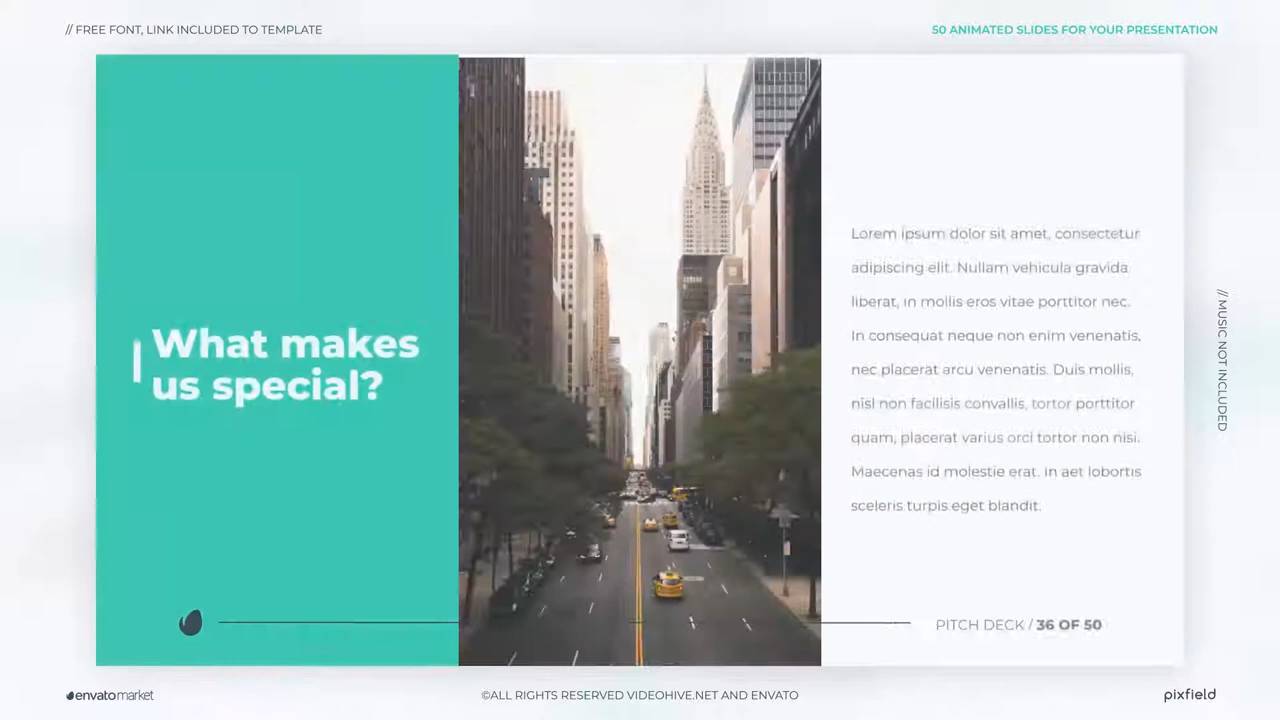 // FREE FONT, LINK INCLUDED TO TEMPLATE
50 ANIMATED SLIDES FOR YOUR PRESENTATION
What makes
us special?
Lorem ipsum dolor sit amet, consectetur
adipiscing elit. Nullam vehicula gravida
liberat, in mollis eros vitae porttitor nec.
In consequat neque non enim venenatis,
nec placerat arcu venenatis. Duis mollis,
nisl non facilisis convallis, tortor porttitor
quam, placerat varius orci tortor non nisi.
Maecenas id molestie erat. in aet lobortis
sceleris turpis eget blandit.
// MUSIC NOT INCLUDED
PITCH DECK / 36 OF 50
envatomarket
©ALL RIGHTS RESERVED VIDEOHIVE.NET AND ENVATO
pixfield